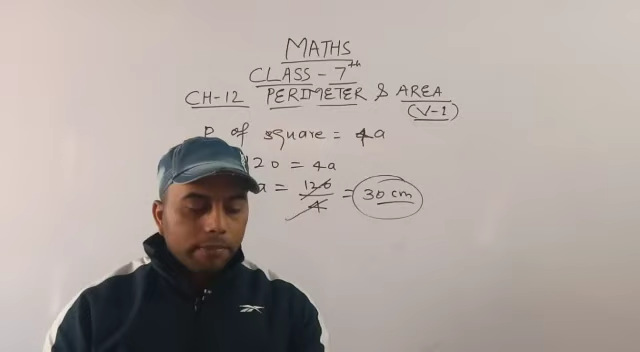 MATHS
CLASS - 7th
CH-12 PERIMETER & AREA
(V-1)
P of square = 4a
120 = 4a
a = 120/4 = 30 cm